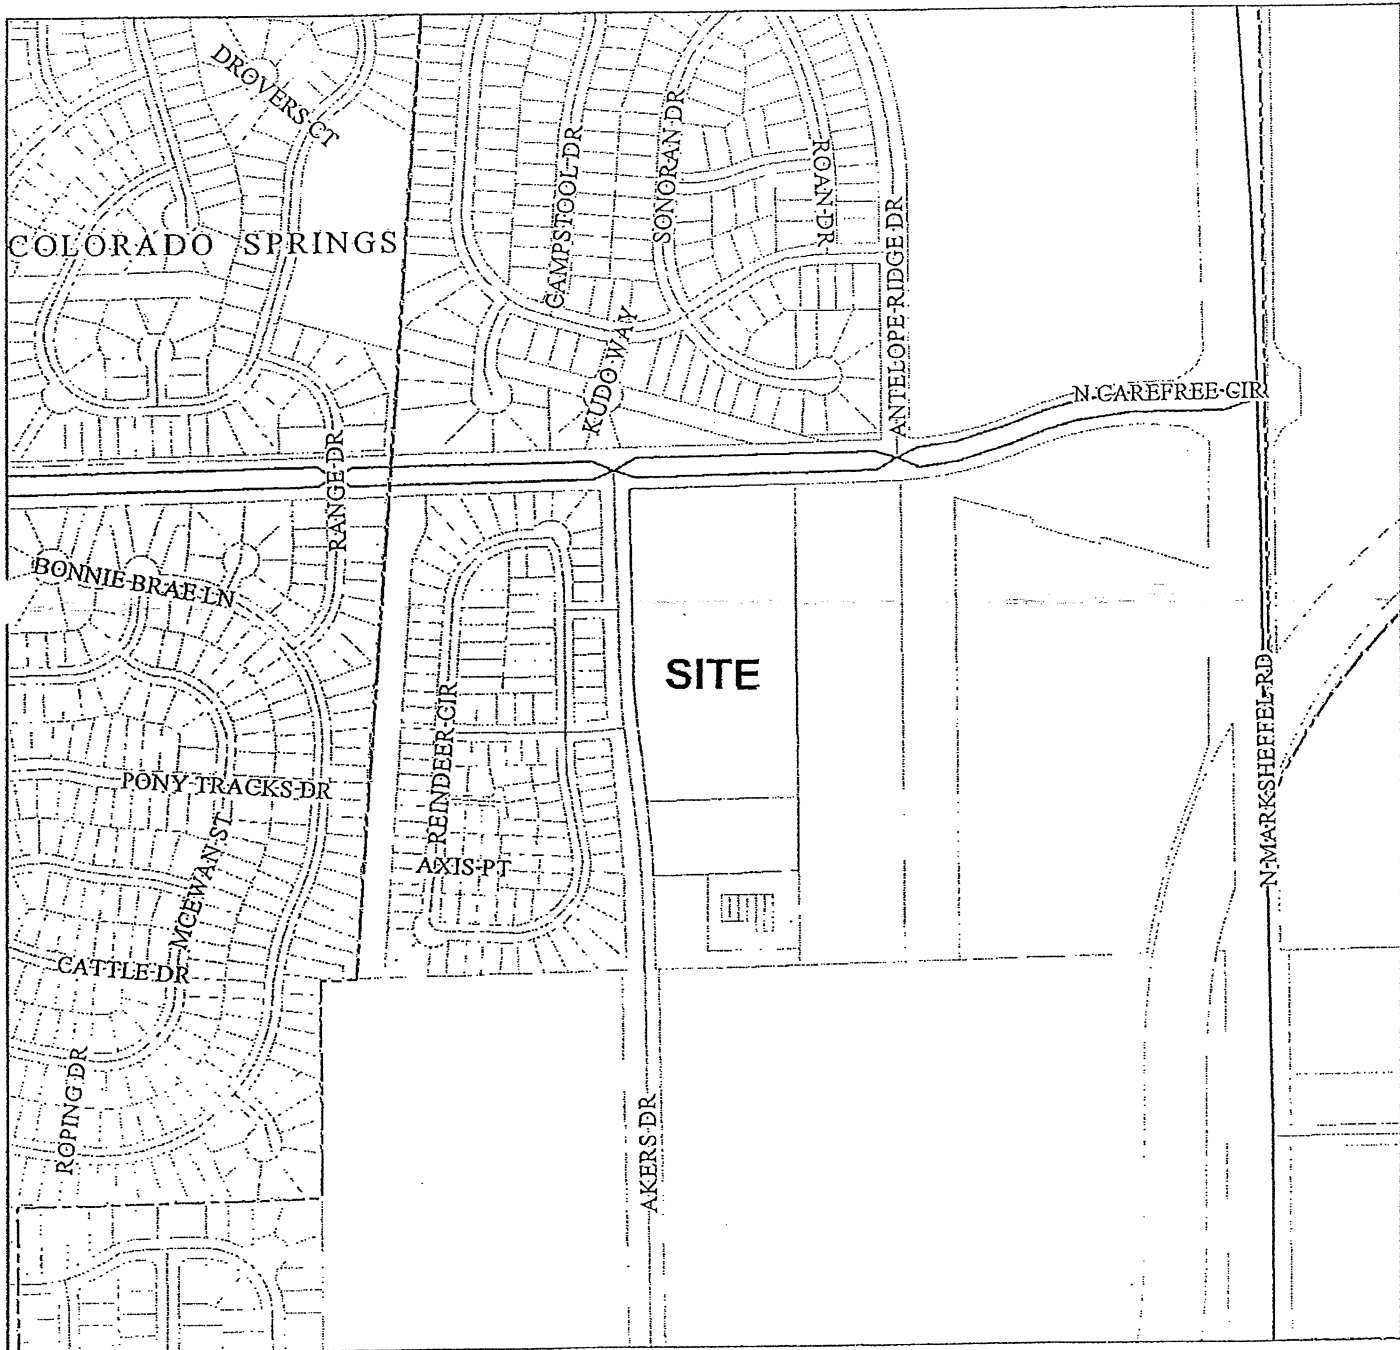 DROVERS CT
CAMPSTOOL DR
SONORAN DR
ROAN DR
ANTELOPE RIDGE DR
COLORADO SPRINGS
KUDO WAY
N CAREFREE CIR
RANGE DR
BONNIE BRAE LN
SITE
REINDEER CIR
N MARKSHEFFEL RD
PONY TRACKS DR
MCEWAN ST
AXIS PT
CATTLE DR
ROPING DR
AKERS DR